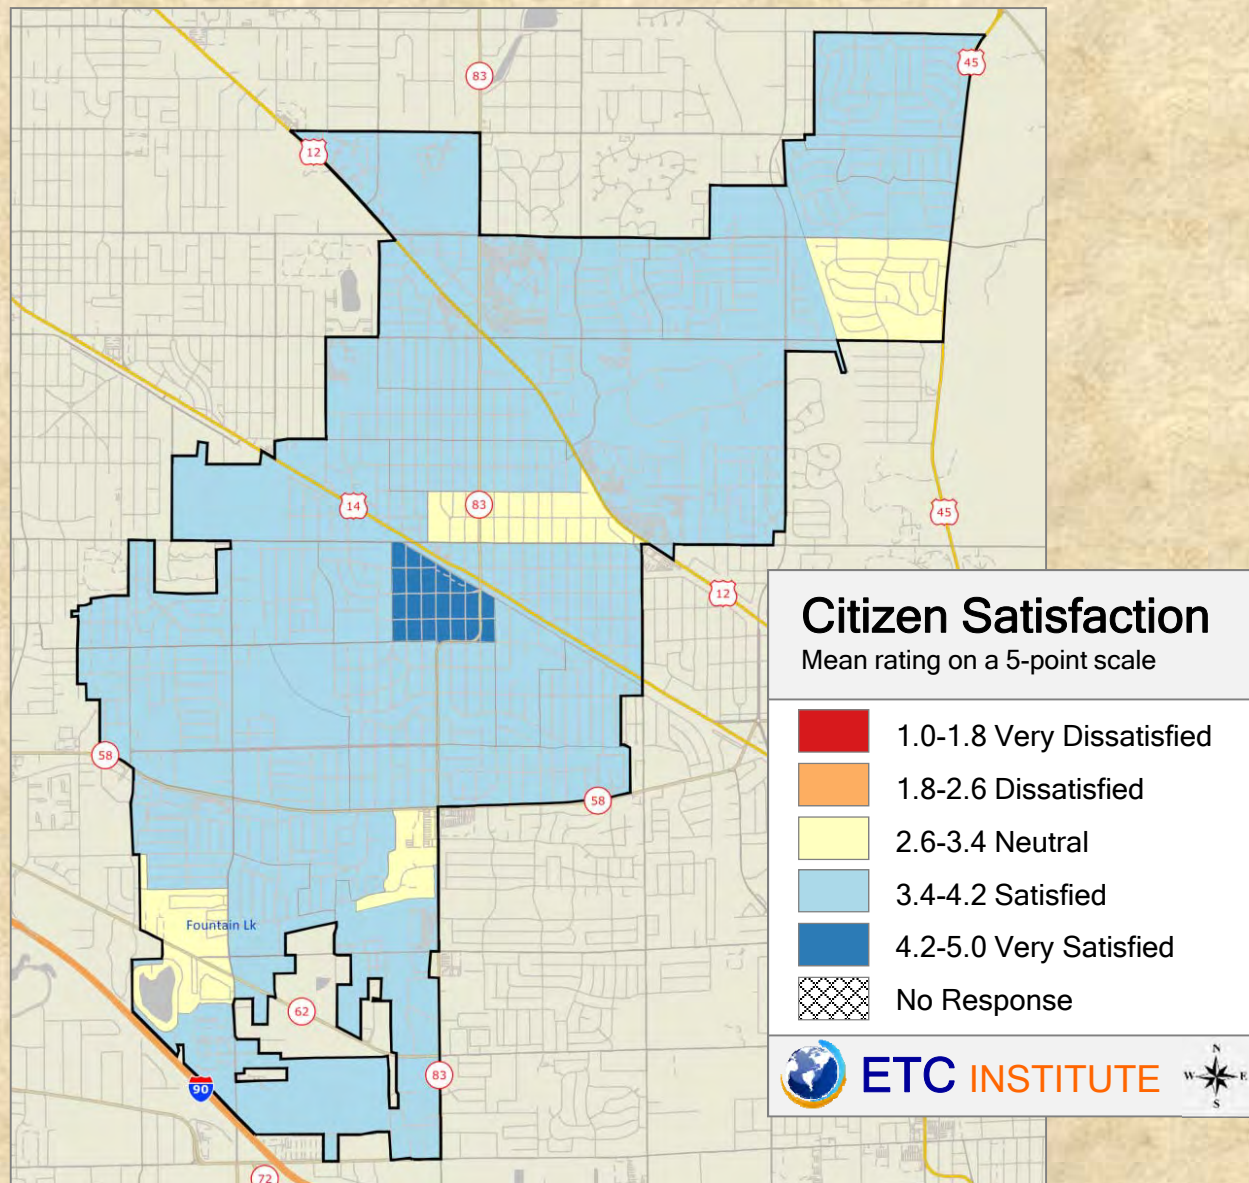 83
45
12
14
83
45
12
58
58
Fountain Lk
62
83
90
72
Citizen Satisfaction
Mean rating on a 5-point scale
1.0-1.8 Very Dissatisfied
1.8-2.6 Dissatisfied
2.6-3.4 Neutral
3.4-4.2 Satisfied
4.2-5.0 Very Satisfied
No Response
ETC INSTITUTE
N
W E
S